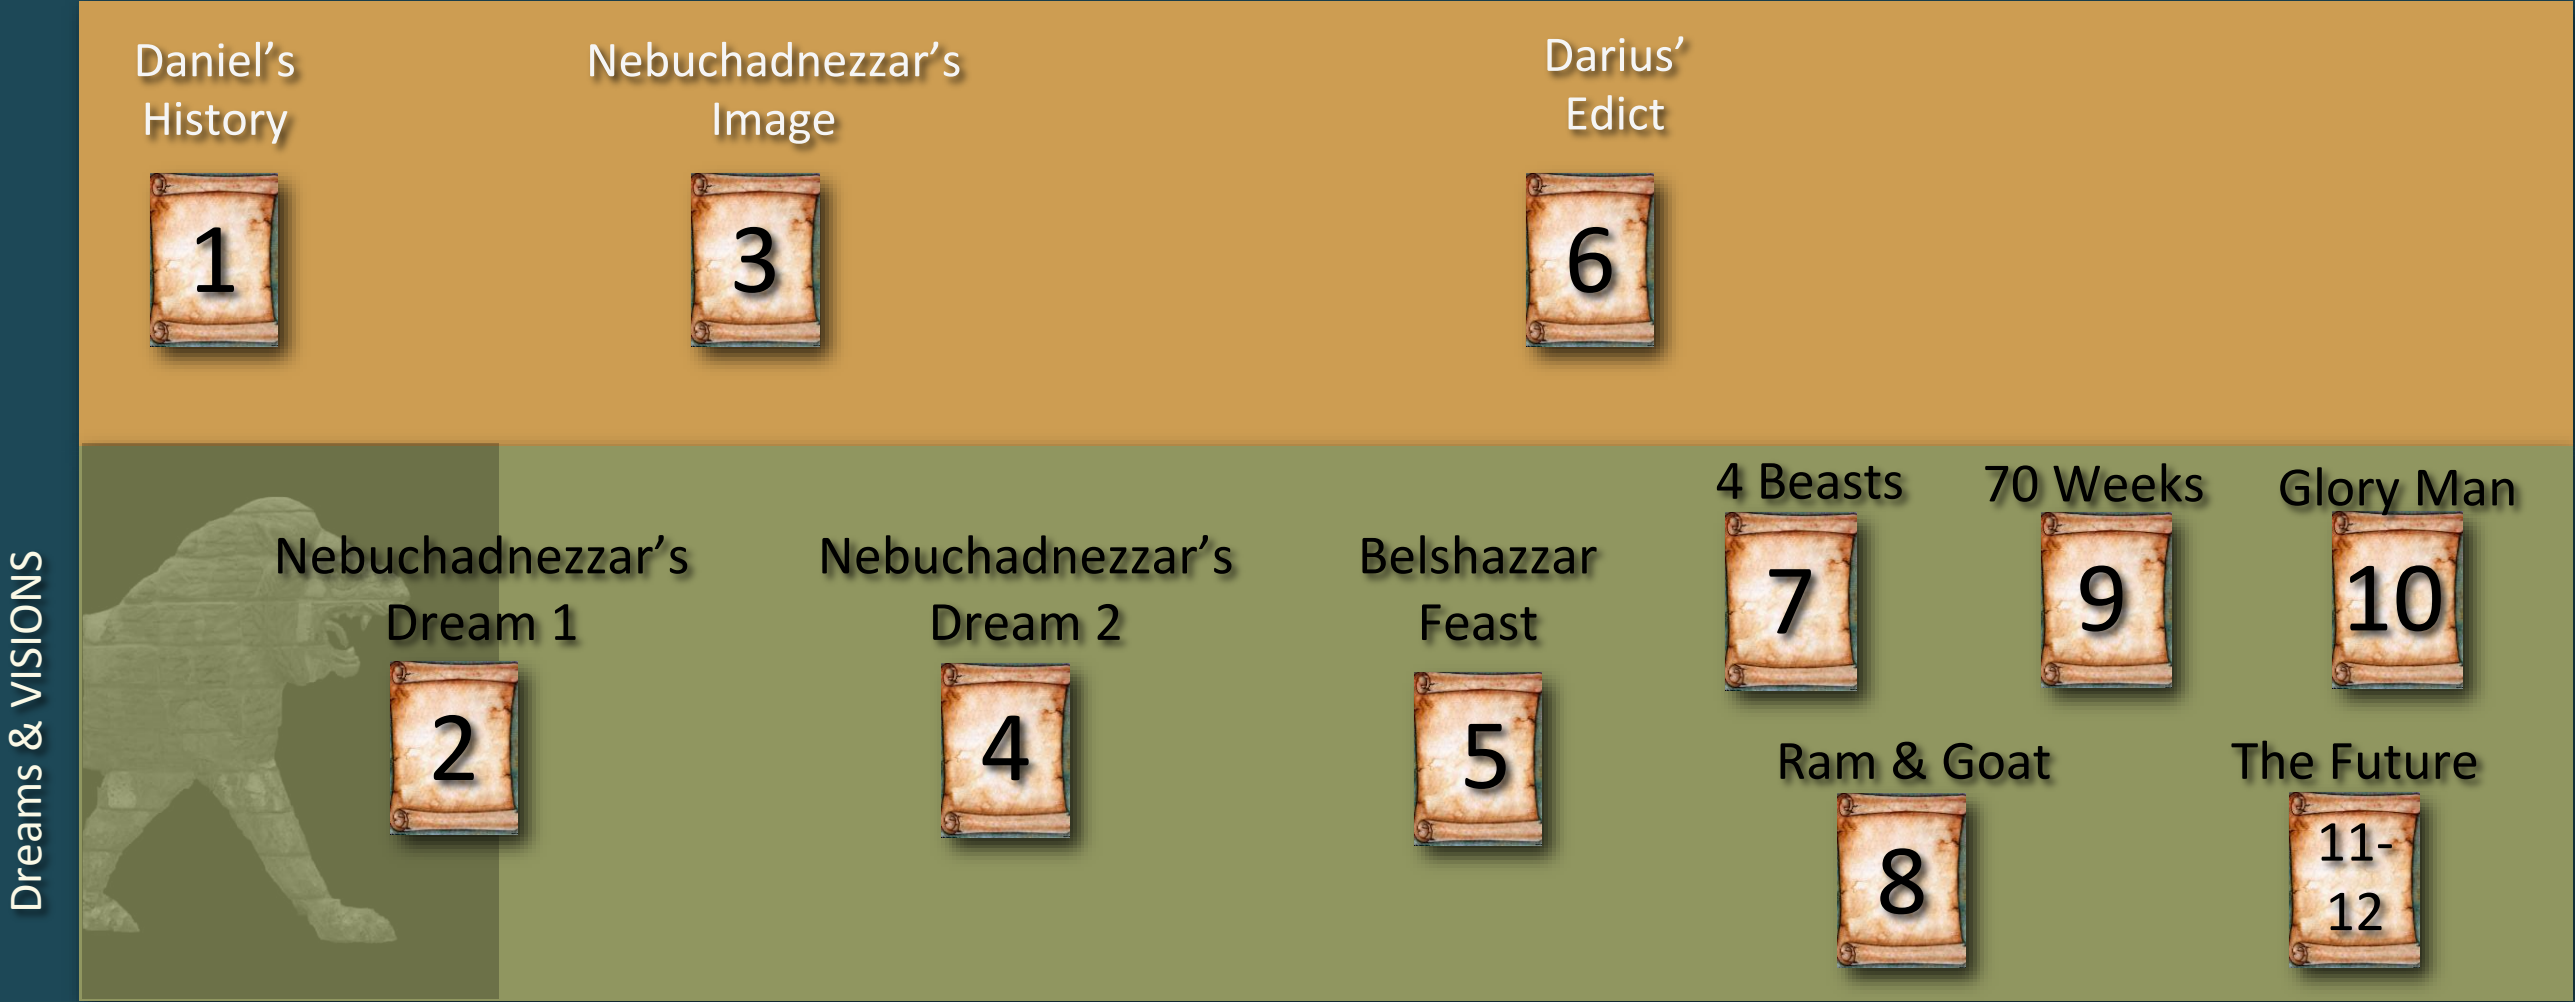 Daniel’s
History
1
Nebuchadnezzar’s
Image
3
Darius’
Edict
6
Dreams & VISIONS
Nebuchadnezzar’s
Dream 1
2
Nebuchadnezzar’s
Dream 2
4
Belshazzar
Feast
5
4 Beasts
7
Ram & Goat
8
70 Weeks
9
Glory Man
10
The Future
11-
12